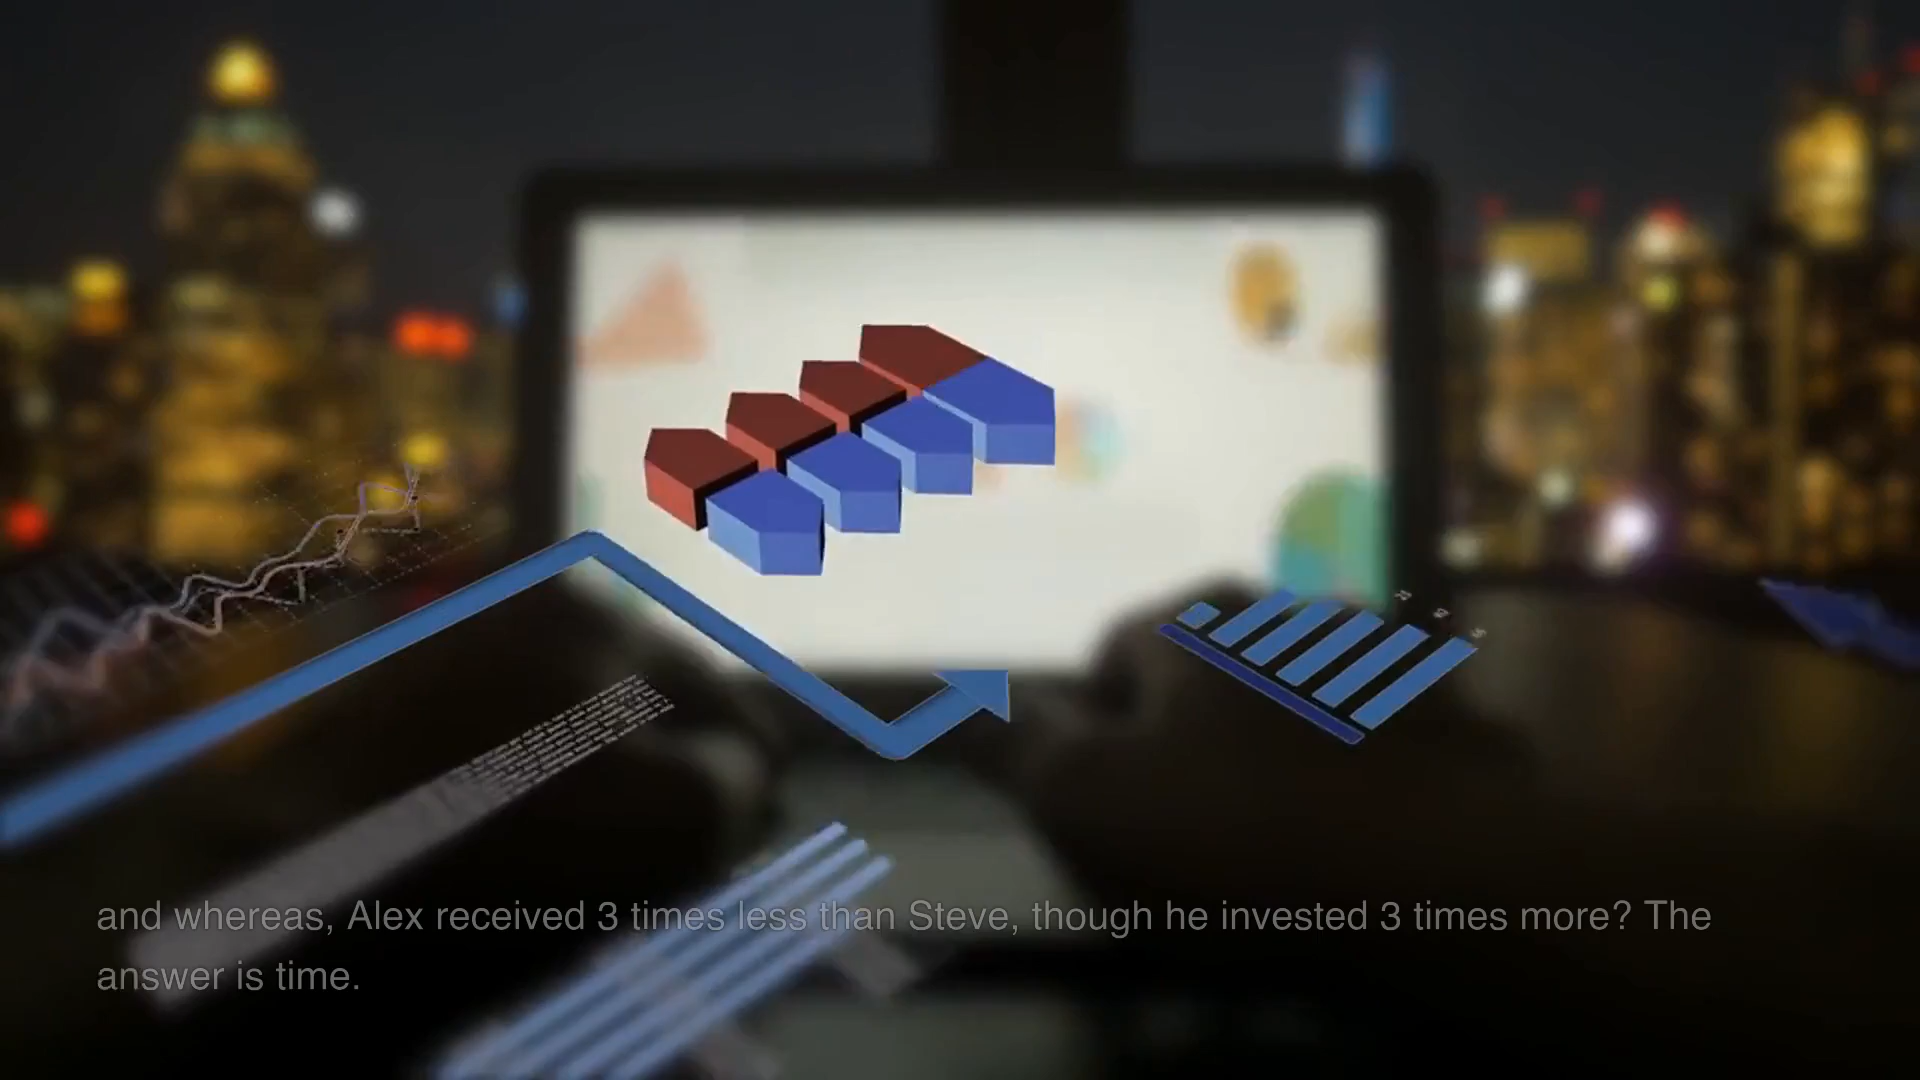 and whereas, Alex received 3 times less than Steve, though he invested 3 times more? The
answer is time.